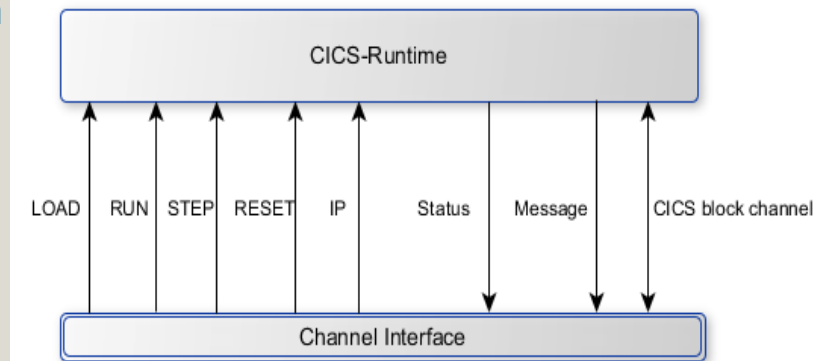 CICS-Runtime
LOAD RUN STEP RESET IP Status Message CICS block channel
Channel Interface